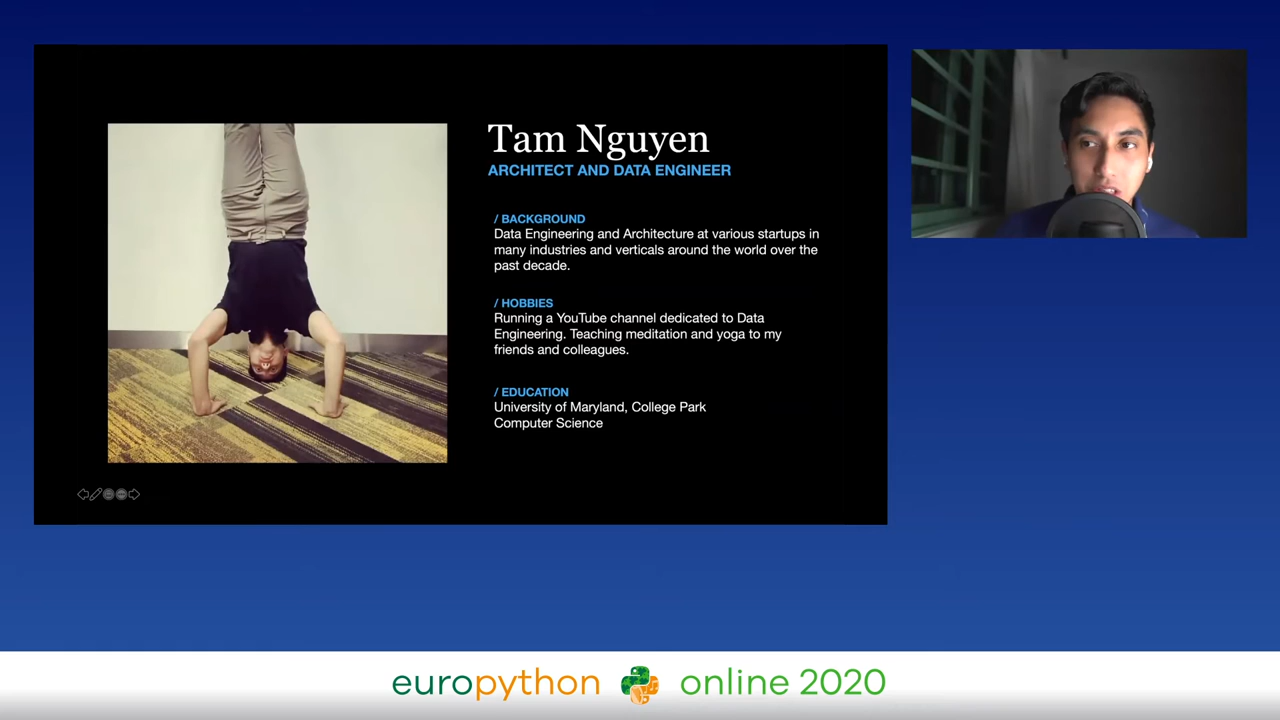 Tam Nguyen
ARCHITECT AND DATA ENGINEER
/ BACKGROUND
Data Engineering and Architecture at various startups in
many industries and verticals around the world over the
past decade.
/ HOBBIES
Running a YouTube channel dedicated to Data
Engineering. Teaching meditation and yoga to my
friends and colleagues.
/ EDUCATION
University of Maryland, College Park
Computer Science
europython online 2020